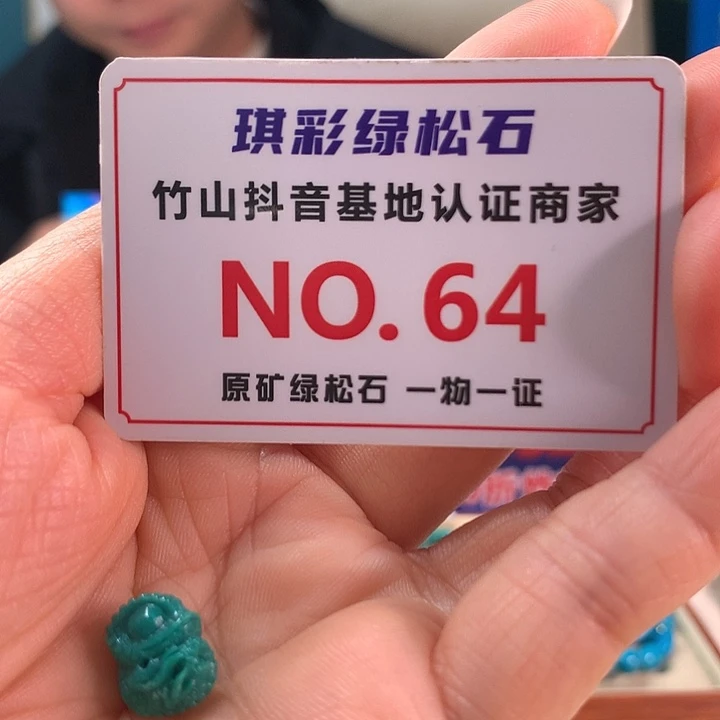 琪彩绿松石
竹山抖音基地认证商家
NO. 64
原矿绿松石 一物一证